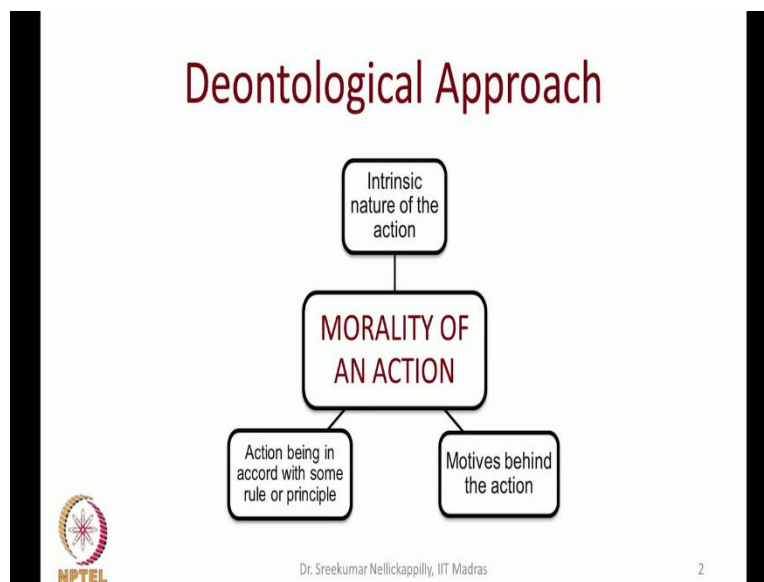 Deontological Approach
Intrinsic
nature of the
action
MORALITY OF
AN ACTION
Action being in
accord with some
rule or principle
Motives behind
the action
NPTEL
Dr. Sreekumar Nellickappilly, IIT Madras
2